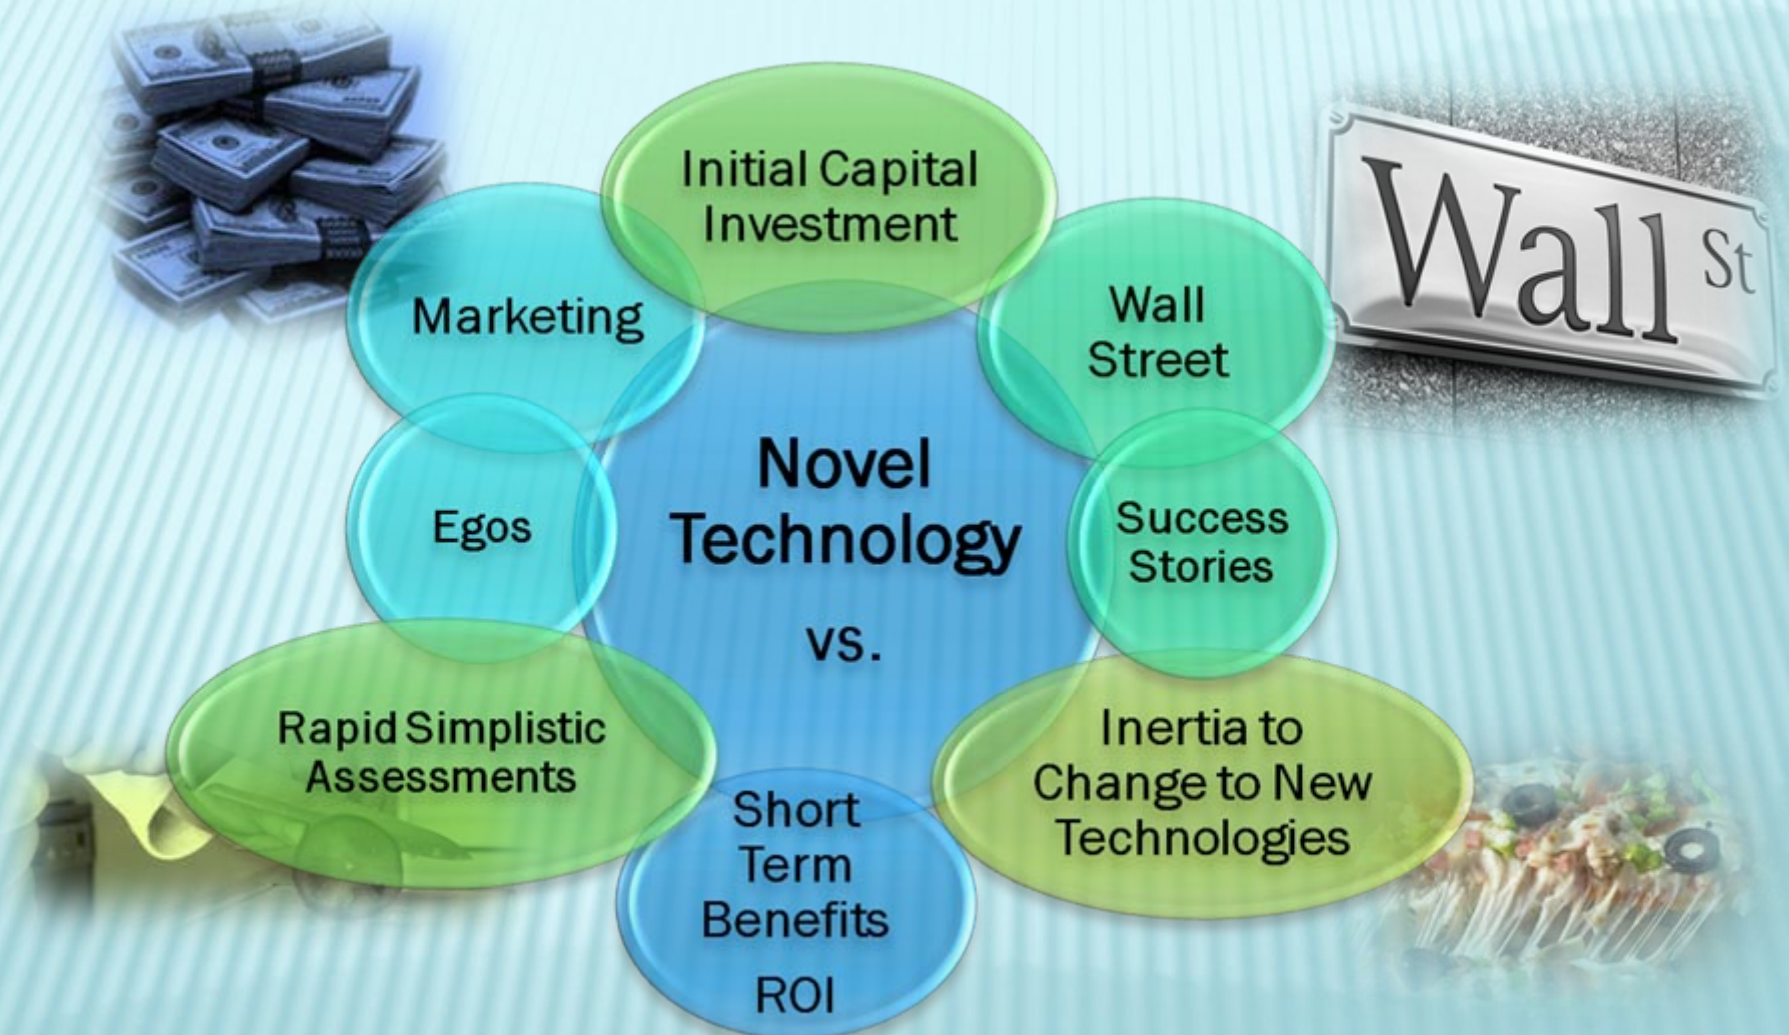 Initial Capital
Investment
Marketing
Wall
Street
Wall St
Novel
Technology
vs.
Egos
Success
Stories
Rapid Simplistic
Assessments
Inertia to
Change to New
Technologies
Short
Term
Benefits
ROI